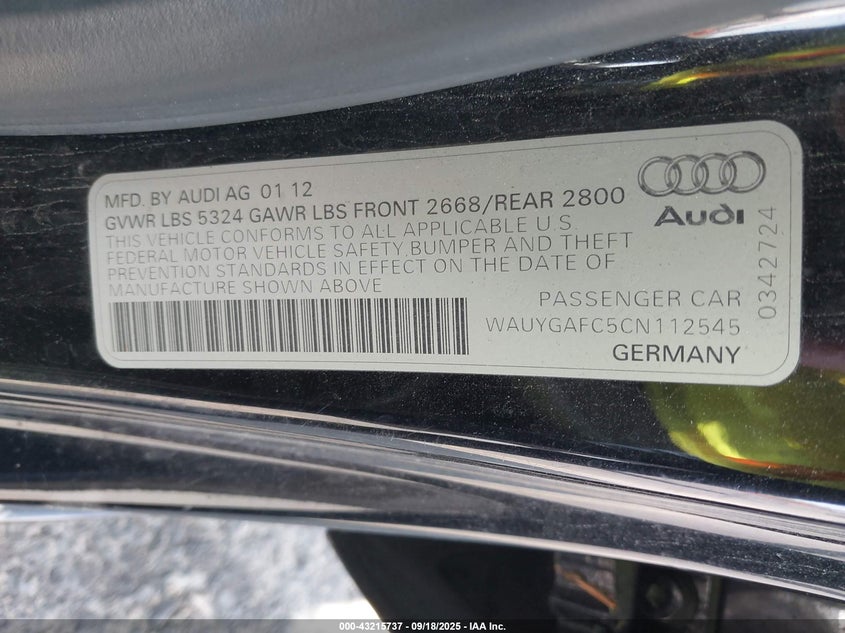 MFD. BY AUDI AG 01 12
GVWR LBS 5324 GAWR LBS FRONT 2668/REAR 2800
THIS VEHICLE CONFORMS TO ALL APPLICABLE U.S.
FEDERAL MOTOR VEHICLE SAFETY,BUMPER AND THEFT
PREVENTION STANDARDS IN EFFECT ON THE DATE OF
MANUFACTURE SHOWN ABOVE
Audi
0342724
PASSENGER CAR
WAUYGAFC5CN112545
GERMANY
000-43215737 - 09/18/2025 - IAA Inc.